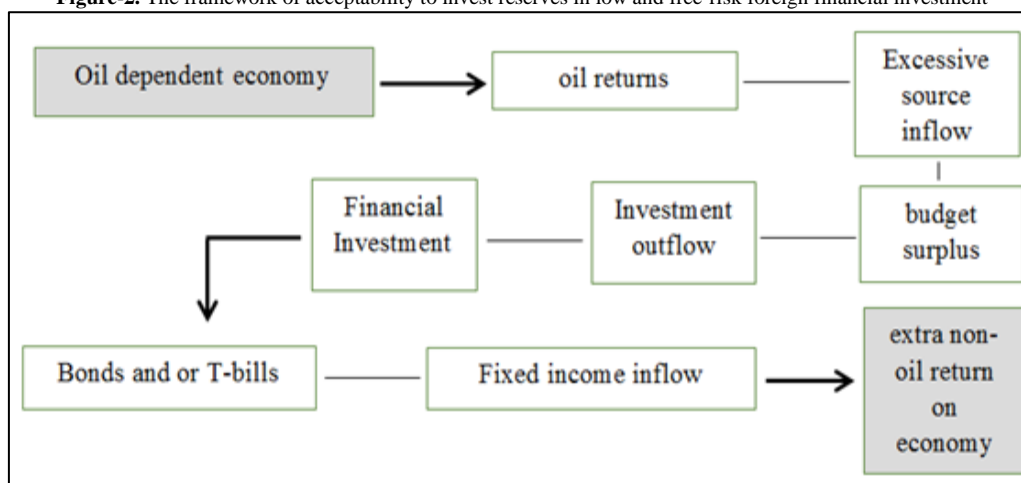 Figure-2. The framework of acceptability to invest reserves in low and free risk foreign financial investment
Oil dependent economy
oil returns
Excessive
source
inflow
Financial
Investment
Investment
outflow
budget
surplus
Bonds and or T-bills
Fixed income inflow
extra non-
oil return
on
economy